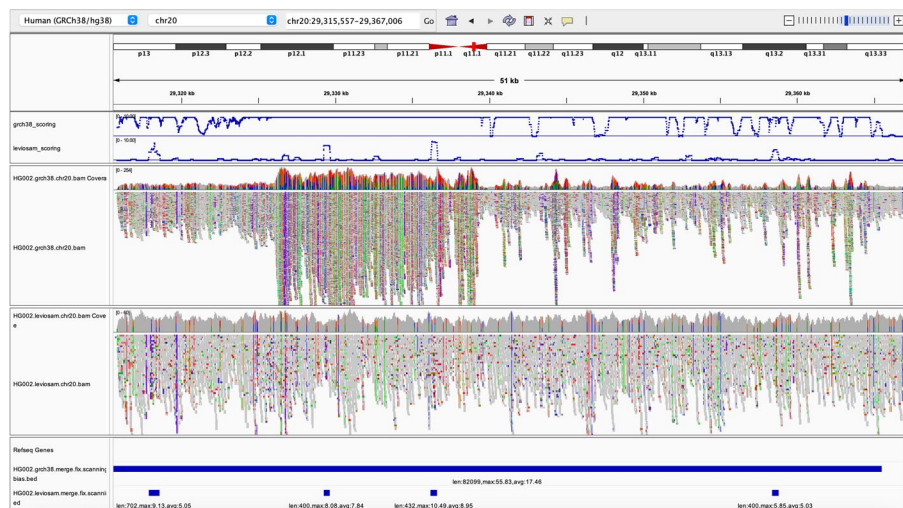 Human (GRCh38/hg38) chr20 chr20:29,315,557-29,367,006 Go
p13 p12.3 p12.2 p12.1 p11.23 p11.21 p11.1 q11.1 q11.21 q11.22 q11.23 q12 q13.11 q13.13 q13.2 q13.31 q13.33
51 kb
29,320 kb 29,330 kb 29,340 kb 29,350 kb 29,360 kb
grch38_scoring
[0 - 10.00]
leviosam_scoring
[0 - 10.00]
HG002.grch38.chr20.bam Covera
[0 - 254]
HG002.grch38.chr20.bam
HG002.leviosam.chr20.bam Cove
e
[0 - 60]
HG002.leviosam.chr20.bam
Refseq Genes
HG002.grch38.merge.fix.scanning
bias.bed
len:82099,max:55.83,avg:17.46
HG002.leviosam.merge.fix.scanni
ed
len:702,max:9.13,avg:5.05 len:400,max:8.08,avg:7.84 len:432,max:10.49,avg:8.95 len:400,max:5.85,avg:5.03